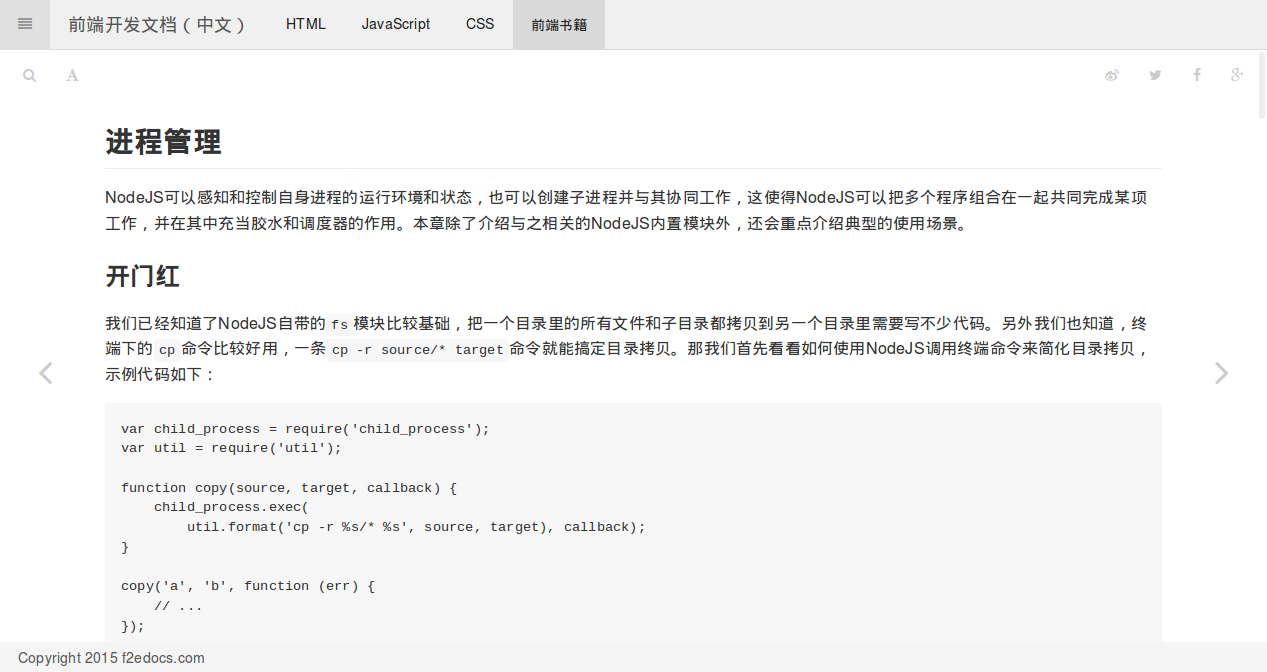 前端开发文档（中文） HTML JavaScript CSS 前端书籍
进程管理
NodeJS可以感知和控制自身进程的运行环境和状态，也可以创建子进程并与其协同工作，这使得NodeJS可以把多个程序组合在一起共同完成某项
工作，并在其中充当胶水和调度器的作用。本章除了介绍与之相关的NodeJS内置模块外，还会重点介绍典型的使用场景。
开门红
我们已经知道了NodeJS自带的 fs 模块比较基础，把一个目录里的所有文件和子目录都拷贝到另一个目录里需要写不少代码。另外我们也知道，终
端下的 cp 命令比较好用，一条 cp -r source/* target 命令就能搞定目录拷贝。那我们首先看看如何使用NodeJS调用终端命令来简化目录拷贝，
示例代码如下：
var child_process = require('child_process');
var util = require('util');
function copy(source, target, callback) {
    child_process.exec(
        util.format('cp -r %s/* %s', source, target), callback);
}
copy('a', 'b', function (err) {
    // ...
});
Copyright 2015 f2edocs.com